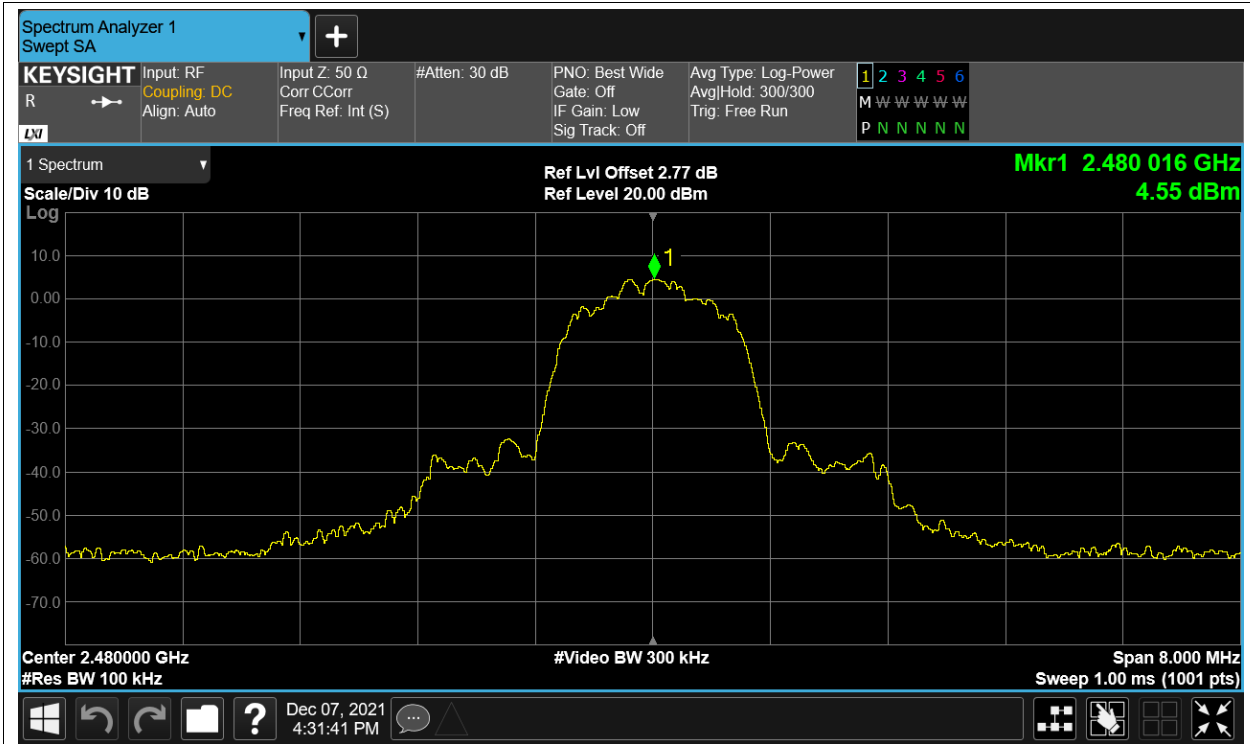 Spectrum Analyzer 1
Swept SA
KEYSIGHT
R
LXI
Input: RF
Coupling: DC
Align: Auto
Input Z: 50 Ω
Corr CCorr
Freq Ref: Int (S)
#Atten: 30 dB
PNO: Best Wide
Gate: Off
IF Gain: Low
Sig Track: Off
Avg Type: Log-Power
Avg|Hold: 300/300
Trig: Free Run
1 2 3 4 5 6
M W W W W W
P N N N N N
1 Spectrum
Scale/Div 10 dB
Log
Ref Lvl Offset 2.77 dB
Ref Level 20.00 dBm
Mkr1 2.480 016 GHz
4.55 dBm
1
10.0
0.00
-10.0
-20.0
-30.0
-40.0
-50.0
-60.0
-70.0
Center 2.480000 GHz
#Res BW 100 kHz
#Video BW 300 kHz
Span 8.000 MHz
Sweep 1.00 ms (1001 pts)
?
Dec 07, 2021
4:31:41 PM